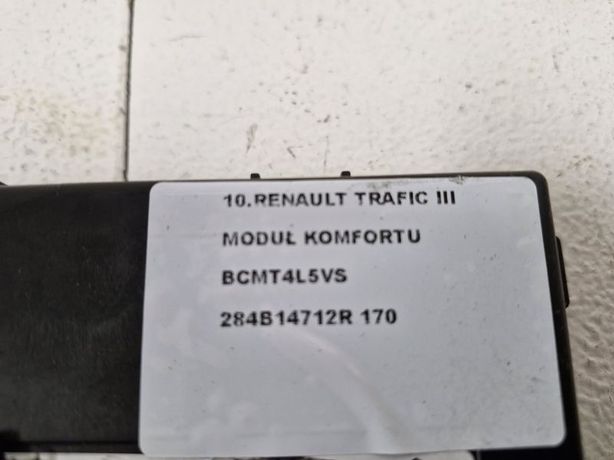 10.RENAULT TRAFIC III
MODUŁ KOMFORTU
BCMT4L5VS
284B14712R 170